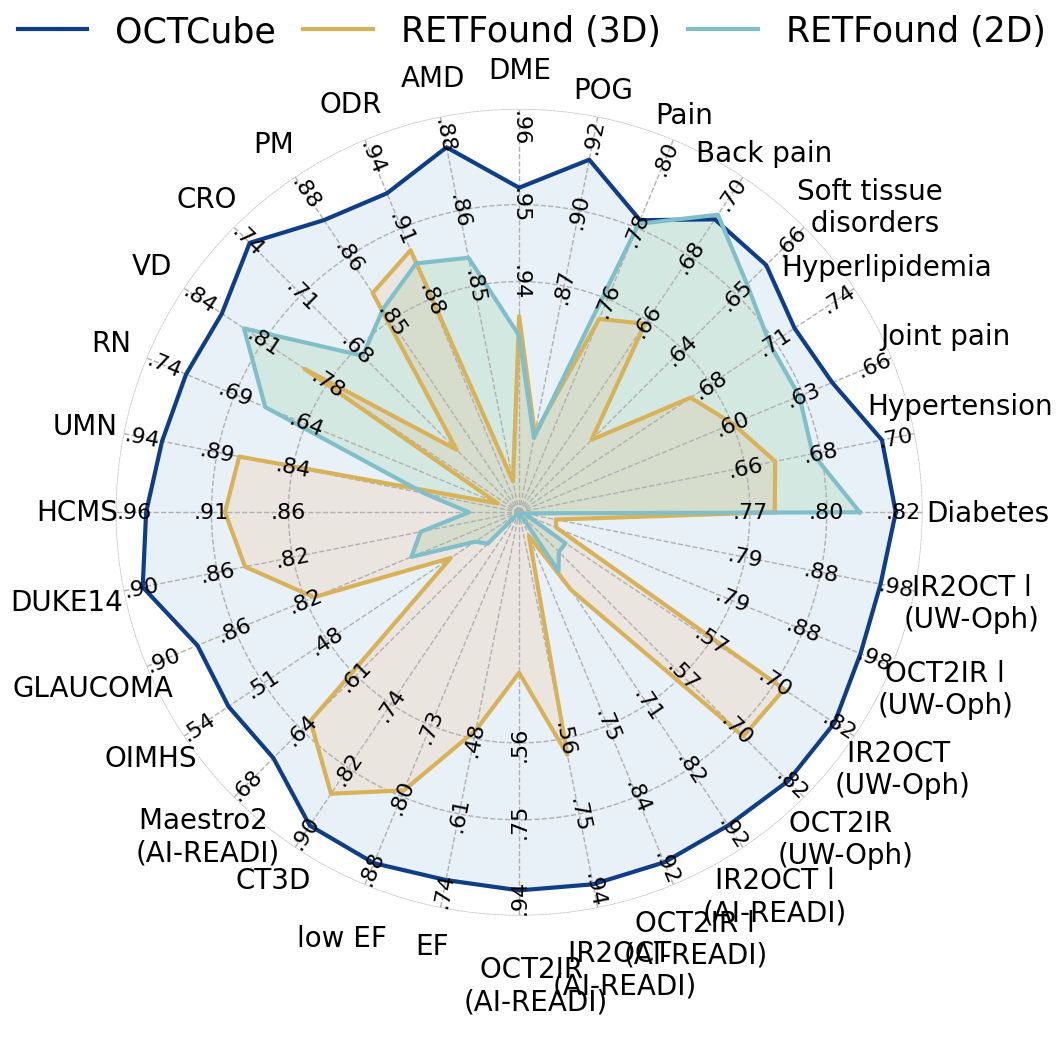 OCTCube RETFound (3D) RETFound (2D)
DME
.96
.95
.94
POG
.92
.90
.87
Pain
.80
.78
.76
Back pain
.70
.68
.66
Soft tissue
disorders
.66
.65
.64
Hyperlipidemia
.74
.71
.68
Joint pain
.66
.63
.60
Hypertension
.70
.68
.66
Diabetes
.82
.80
.77
IR2OCT l
(UW-Oph)
.98
.88
.79
OCT2IR l
(UW-Oph)
.98
.88
.79
IR2OCT
(UW-Oph)
.82
.70
.57
OCT2IR
(UW-Oph)
.82
.70
.57
IR2OCT l
(AI-READI)
.92
.82
.71
OCT2IR l
(AI-READI)
.92
.84
.75
IR2OCT
(AI-READI)
.94
.75
.56
OCT2IR
(AI-READI)
.94
.75
.56
EF
.74
.61
.48
low EF
.88
.80
.73
CT3D
.90
.82
.74
Maestro2
(AI-READI)
.68
.64
.61
OIMHS
.54
.51
.48
GLAUCOMA
.90
.86
.82
DUKE14
.90
.86
.82
HCMS
.96
.91
.86
UMN
.94
.89
.84
RN
.74
.69
.64
VD
.84
.81
.78
CRO
.74
.71
.68
PM
.88
.86
.85
ODR
.94
.91
.88
AMD
.88
.86
.85